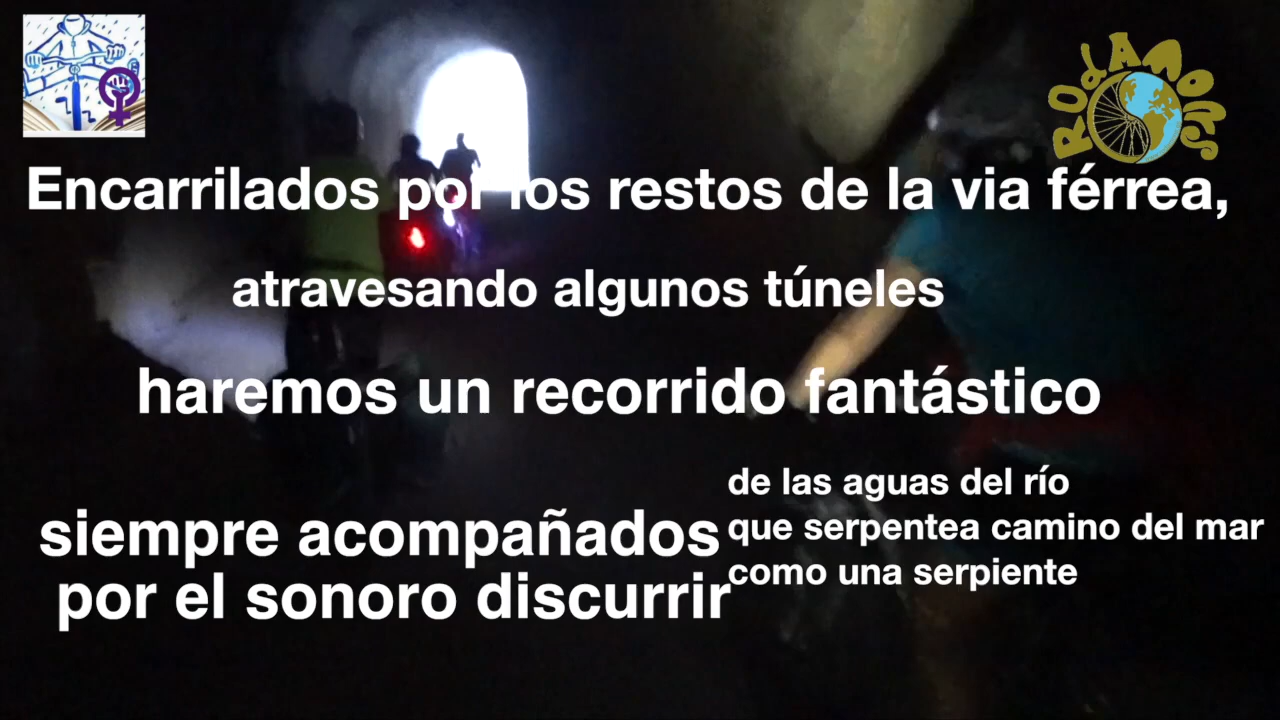 RODAMONS
Encarrilados por los restos de la via férrea,
atravesando algunos túneles
haremos un recorrido fantástico
siempre acompañados
por el sonoro discurrir
de las aguas del río
que serpentea camino del mar
como una serpiente